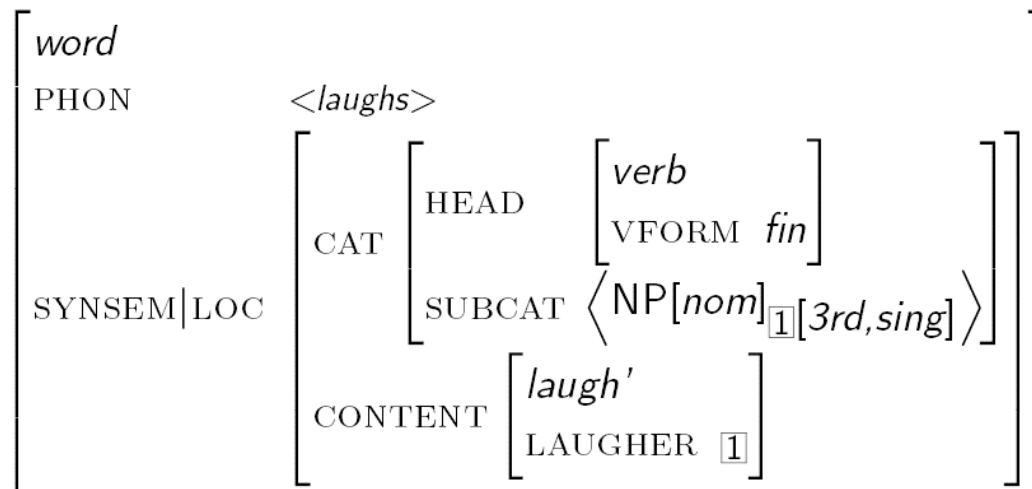 word
PHON <laughs>
HEAD verb
VFORM fin
CAT
SUBCAT ⟨NP[nom]1[3rd,sing]⟩
SYNSEM|LOC
CONTENT laugh’
LAUGHER 1